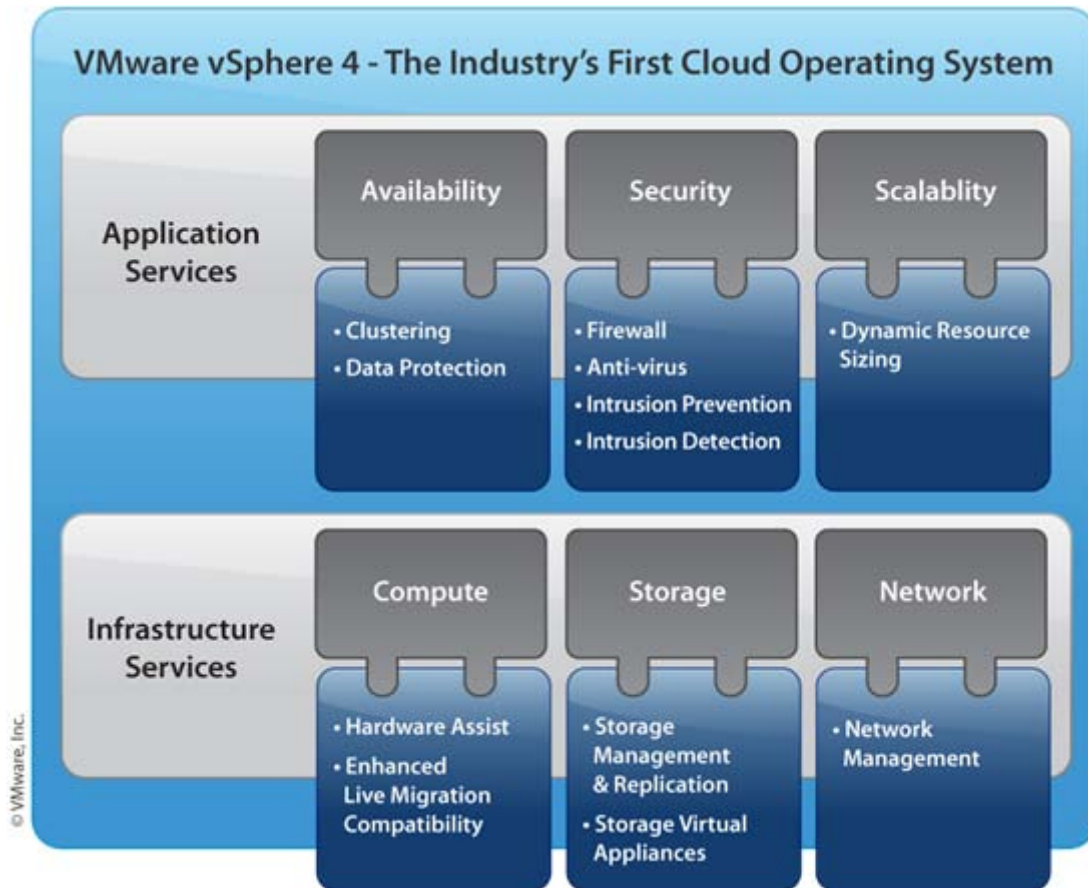 VMware vSphere 4 - The Industry's First Cloud Operating System
Application
Services
Availability
• Clustering
• Data Protection
Security
• Firewall
• Anti-virus
• Intrusion Prevention
• Intrusion Detection
Scalablity
• Dynamic Resource
Sizing
Infrastructure
Services
Compute
• Hardware Assist
• Enhanced
Live Migration
Compatibility
Storage
• Storage
Management
& Replication
• Storage Virtual
Appliances
Network
• Network
Management
© VMware, Inc.